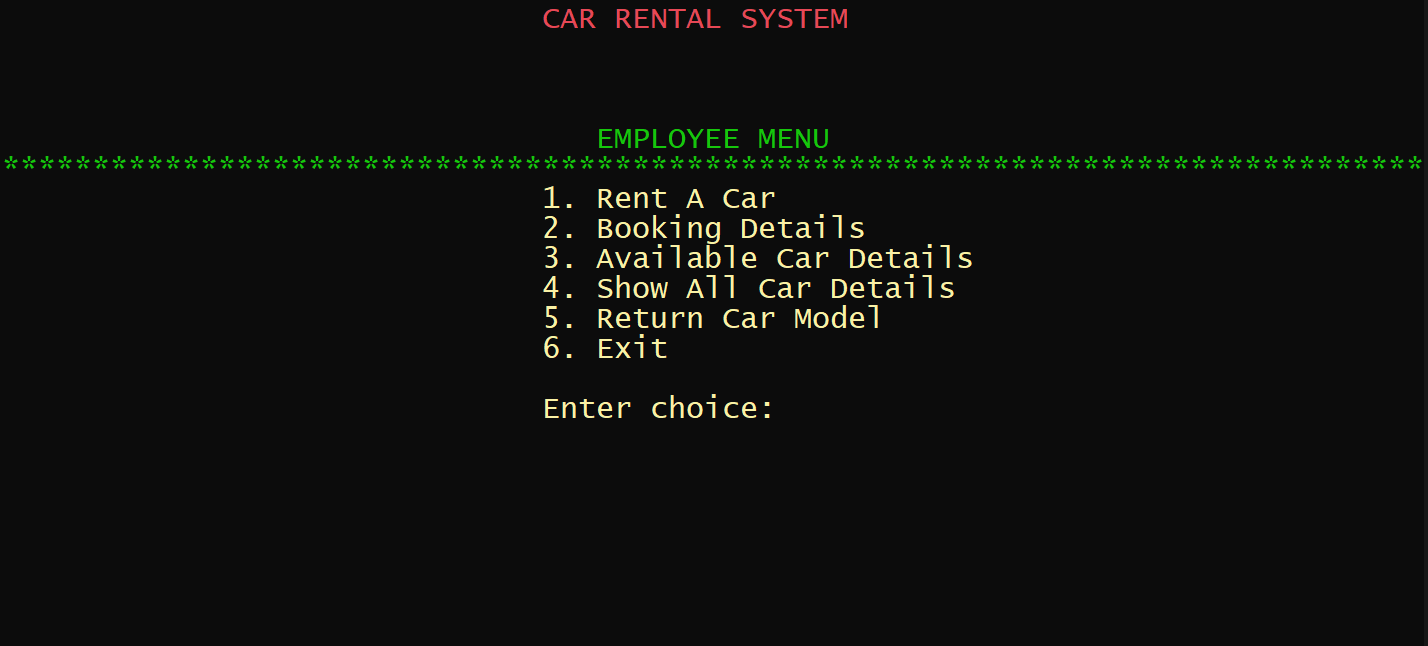 CAR RENTAL SYSTEM
EMPLOYEE MENU
*******************************************************************************
1. Rent A Car
2. Booking Details
3. Available Car Details
4. Show All Car Details
5. Return Car Model
6. Exit
Enter choice: